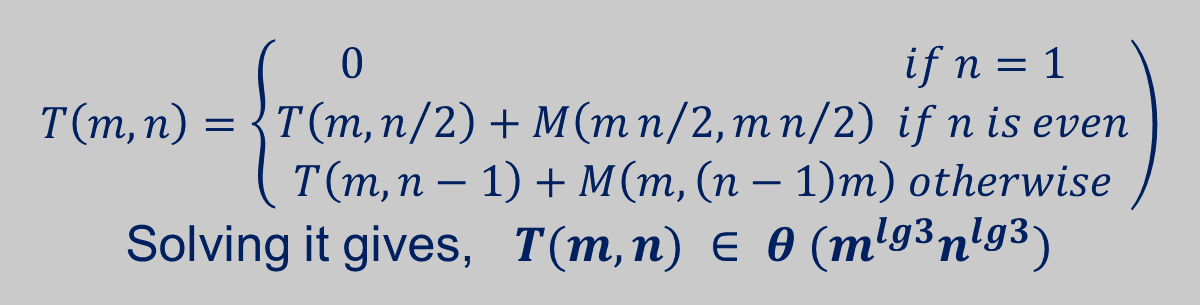 0 if n = 1
T(m, n) = { T(m, n/2) + M(m n/2, m n/2) if n is even
T(m, n − 1) + M(m, (n − 1)m) otherwise )
Solving it gives, T(m, n) ∈ θ (m^{lg3}n^{lg3})